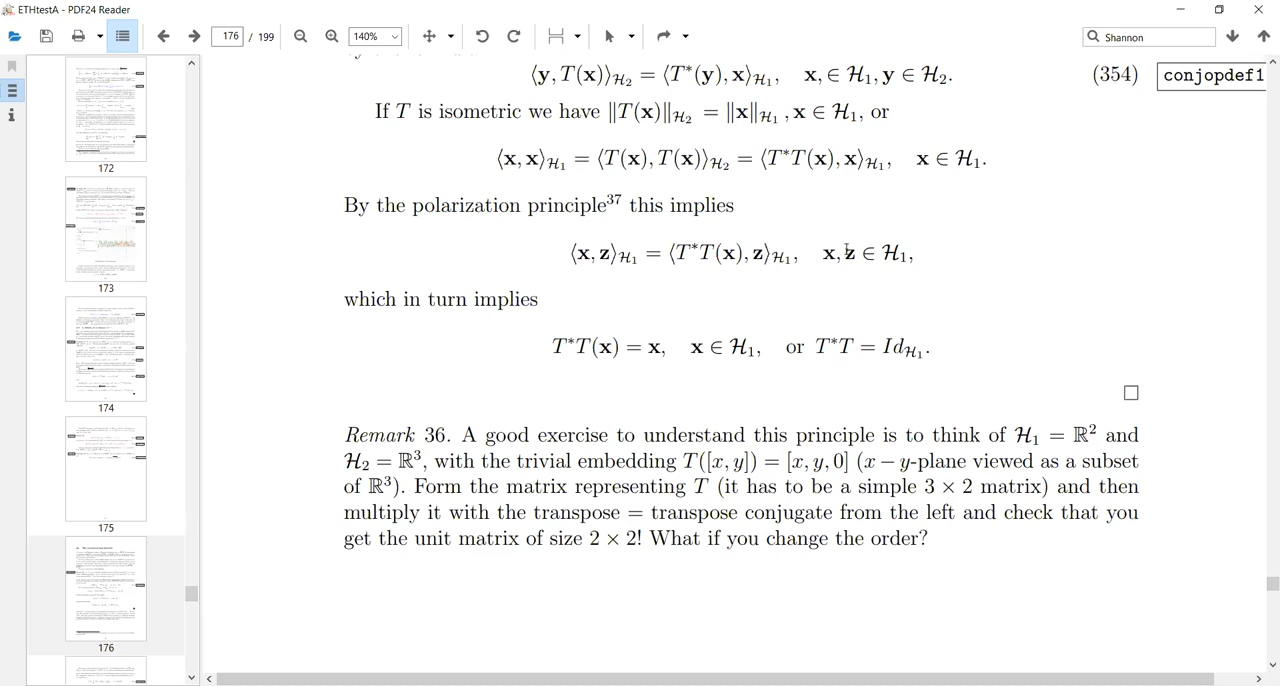 ETHtestA - PDF24 Reader
176 / 199
140%
Shannon
⟨y, T(x)⟩_{H_2} = ⟨T*(y), x⟩_{H_1}, x, ∈ H_1, y ∈ H_2. (354) conjopdef1
If T is isometric we have ‖T(x)‖_{H_2} = ‖x‖_{H_1}, x ∈ H_1, or
⟨x, x⟩_{H_1} = ⟨T(x), T(x)⟩_{H_2} = ⟨T*T(x), x⟩_{H_1}, x ∈ H_1.
By the polarization principle³⁷ this implies
⟨x, z⟩_{H_1} = ⟨T*T(x), z⟩_{H_1}, x, z ∈ H_1,
which in turn implies
T*T(x) = x, x ∈ H_1, or T*T = Id_{H_1}.
□
Remark 36. A good exercise to understand this principle is to think of H_1 = ℝ² and
H_2 = ℝ³, with the trivial embedding T([x, y]) = [x, y, 0] (x − y-plane viewed as a subset
of ℝ³). Form the matrix representing T (it has to be a simple 3 × 2 matrix) and then
multiply it with the transpose = transpose conjugate from the left and check that you
get the unit matrix of size 2 × 2! What if you change the order?
172
173
174
175
176